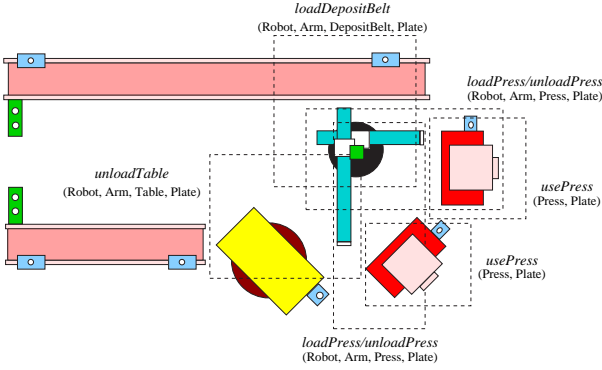 loadDepositBelt
(Robot, Arm, DepositBelt, Plate)
loadPress/unloadPress
(Robot, Arm, Press, Plate)
unloadTable
(Robot, Arm, Table, Plate)
usePress
(Press, Plate)
usePress
(Press, Plate)
loadPress/unloadPress
(Robot, Arm, Press, Plate)